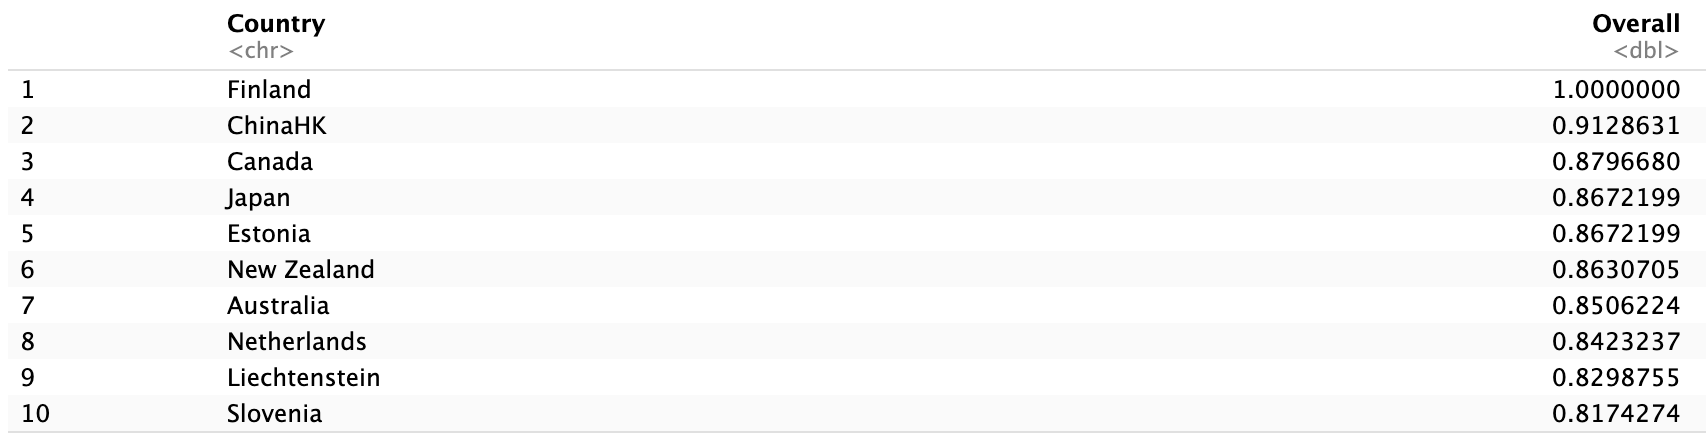 Country Overall
<chr> <dbl>
1 Finland 1.0000000
2 ChinaHK 0.9128631
3 Canada 0.8796680
4 Japan 0.8672199
5 Estonia 0.8672199
6 New Zealand 0.8630705
7 Australia 0.8506224
8 Netherlands 0.8423237
9 Liechtenstein 0.8298755
10 Slovenia 0.8174274